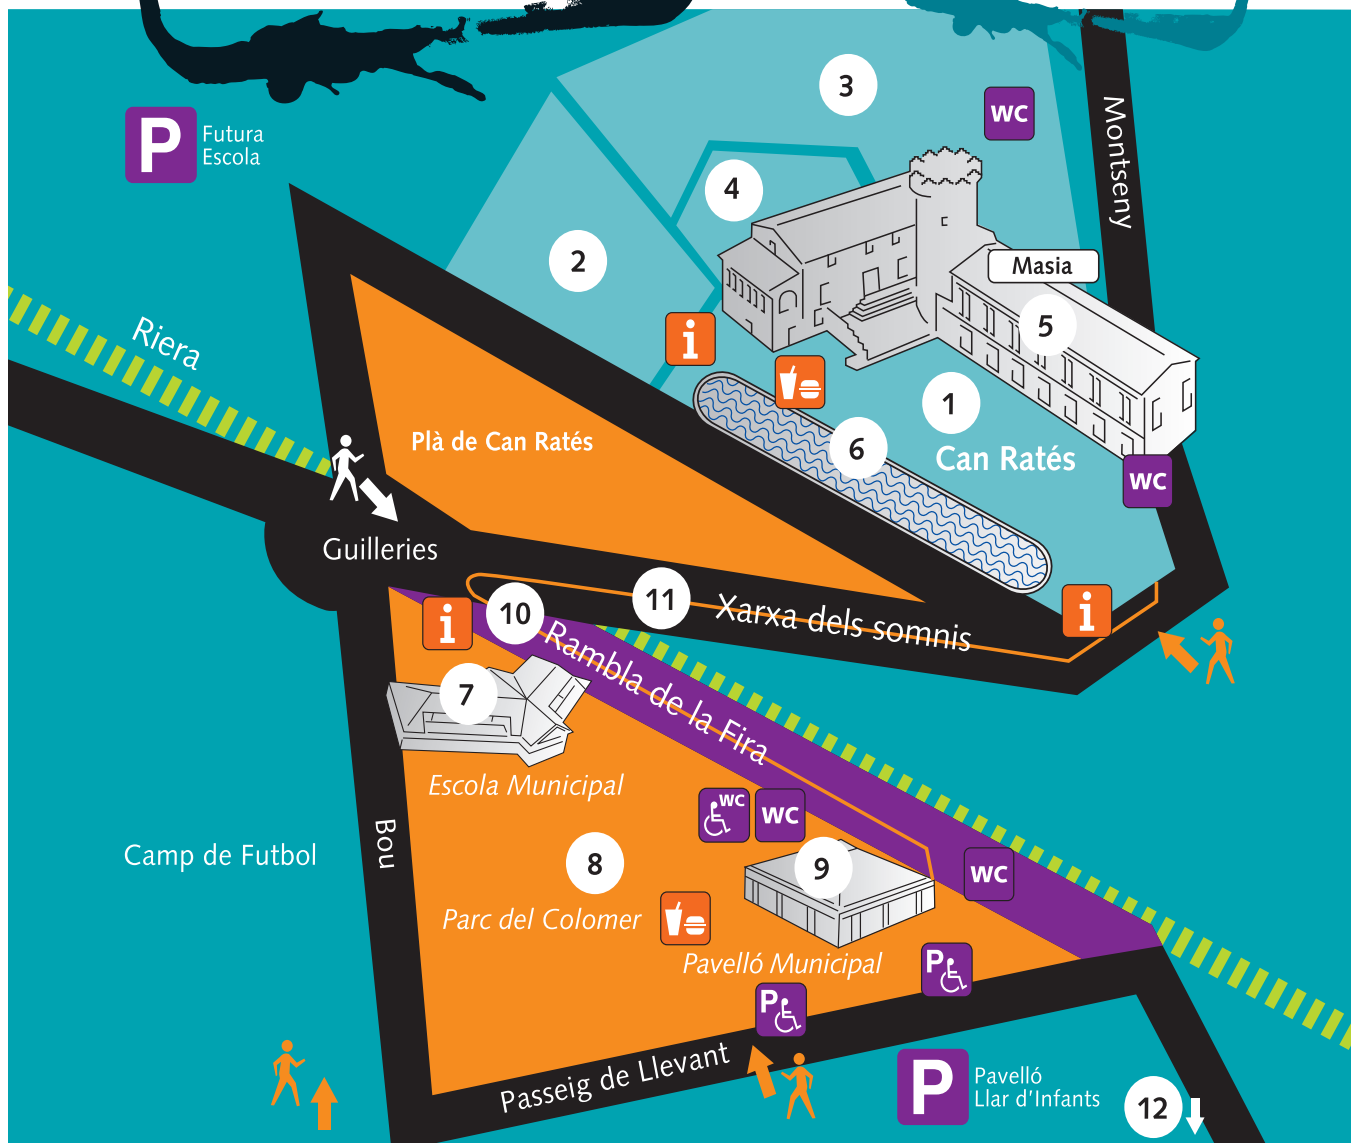 3
WC
Montseny
P
Futura
Escola
4
2
Masia
5
i
Riera
1
Plà de Can Ratés
6
Can Ratés
WC
Guilleries
11
Xarxa dels somnis
i
i
10
Rambla de la Fira
7
Escola Municipal
WC
WC
Bou
Camp de Futbol
8
9
WC
Parc del Colomer
Pavelló Municipal
P
P
Passeig de Llevant
P
Pavelló
Llar d'Infants
12